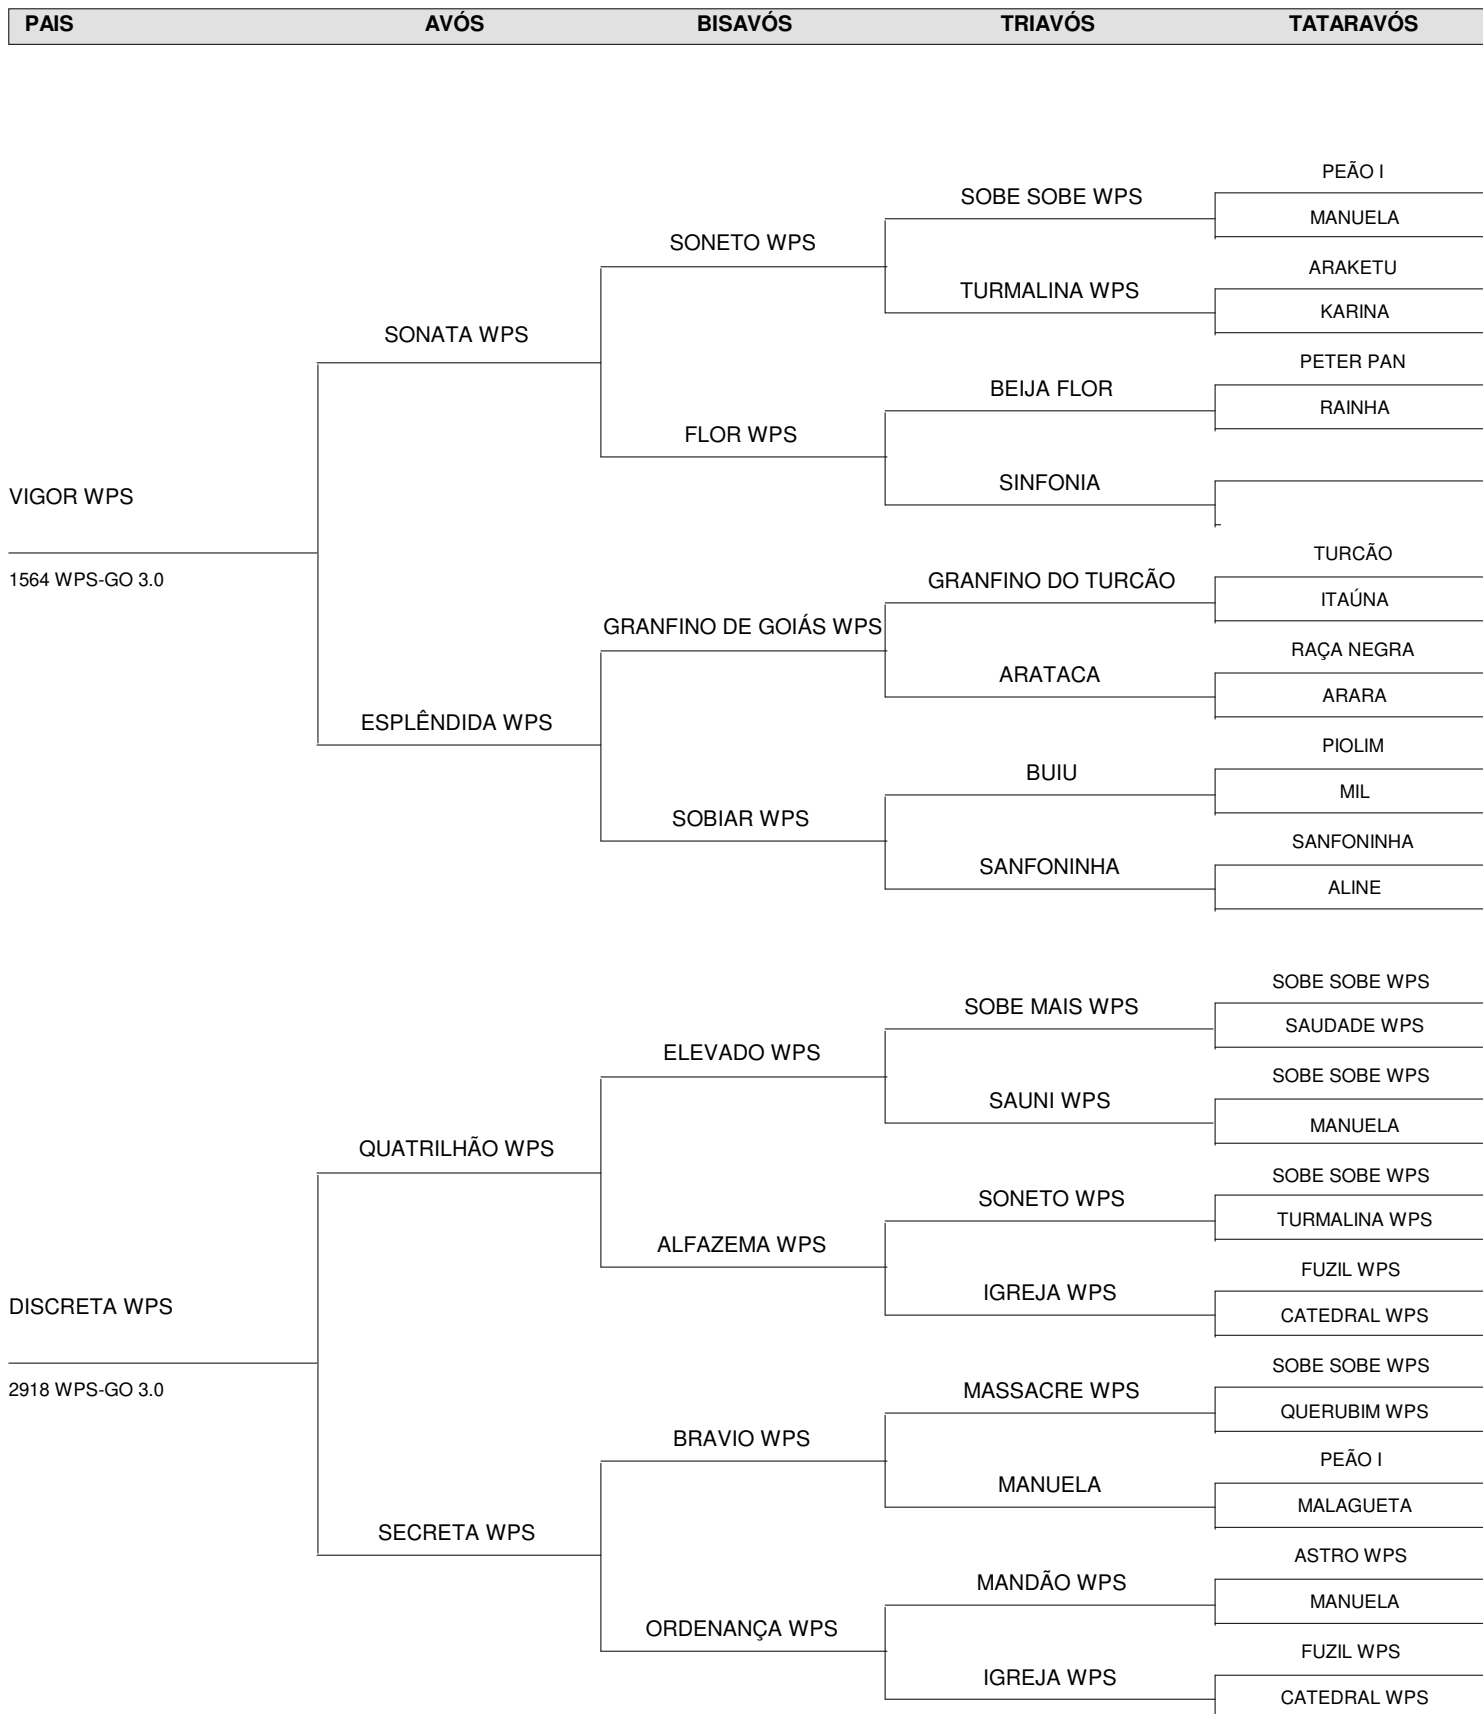 PAIS AVÓS BISAVÓS TRIAVÓS TATARAVÓS
PEÃO I
SOBE SOBE WPS
MANUELA
SONETO WPS
ARAKETU
TURMALINA WPS
KARINA
SONATA WPS
PETER PAN
BEIJA FLOR
RAINHA
FLOR WPS
SINFONIA
VIGOR WPS
TURCÃO
1564 WPS-GO 3.0
GRANFINO DO TURCÃO
ITAÚNA
GRANFINO DE GOIÁS WPS
RAÇA NEGRA
ARATACA
ARARA
ESPLÊNDIDA WPS
PIOLIM
BUIU
MIL
SOBIAR WPS
SANFONINHA
SANFONINHA
ALINE
SOBE SOBE WPS
SOBE MAIS WPS
SAUDADE WPS
ELEVADO WPS
SOBE SOBE WPS
SAUNI WPS
MANUELA
QUATRILHÃO WPS
SOBE SOBE WPS
SONETO WPS
TURMALINA WPS
ALFAZEMA WPS
FUZIL WPS
IGREJA WPS
DISCRETA WPS
CATEDRAL WPS
SOBE SOBE WPS
2918 WPS-GO 3.0
MASSACRE WPS
QUERUBIM WPS
BRAVIO WPS
PEÃO I
MANUELA
MALAGUETA
SECRETA WPS
ASTRO WPS
MANDÃO WPS
MANUELA
ORDENANÇA WPS
FUZIL WPS
IGREJA WPS
CATEDRAL WPS